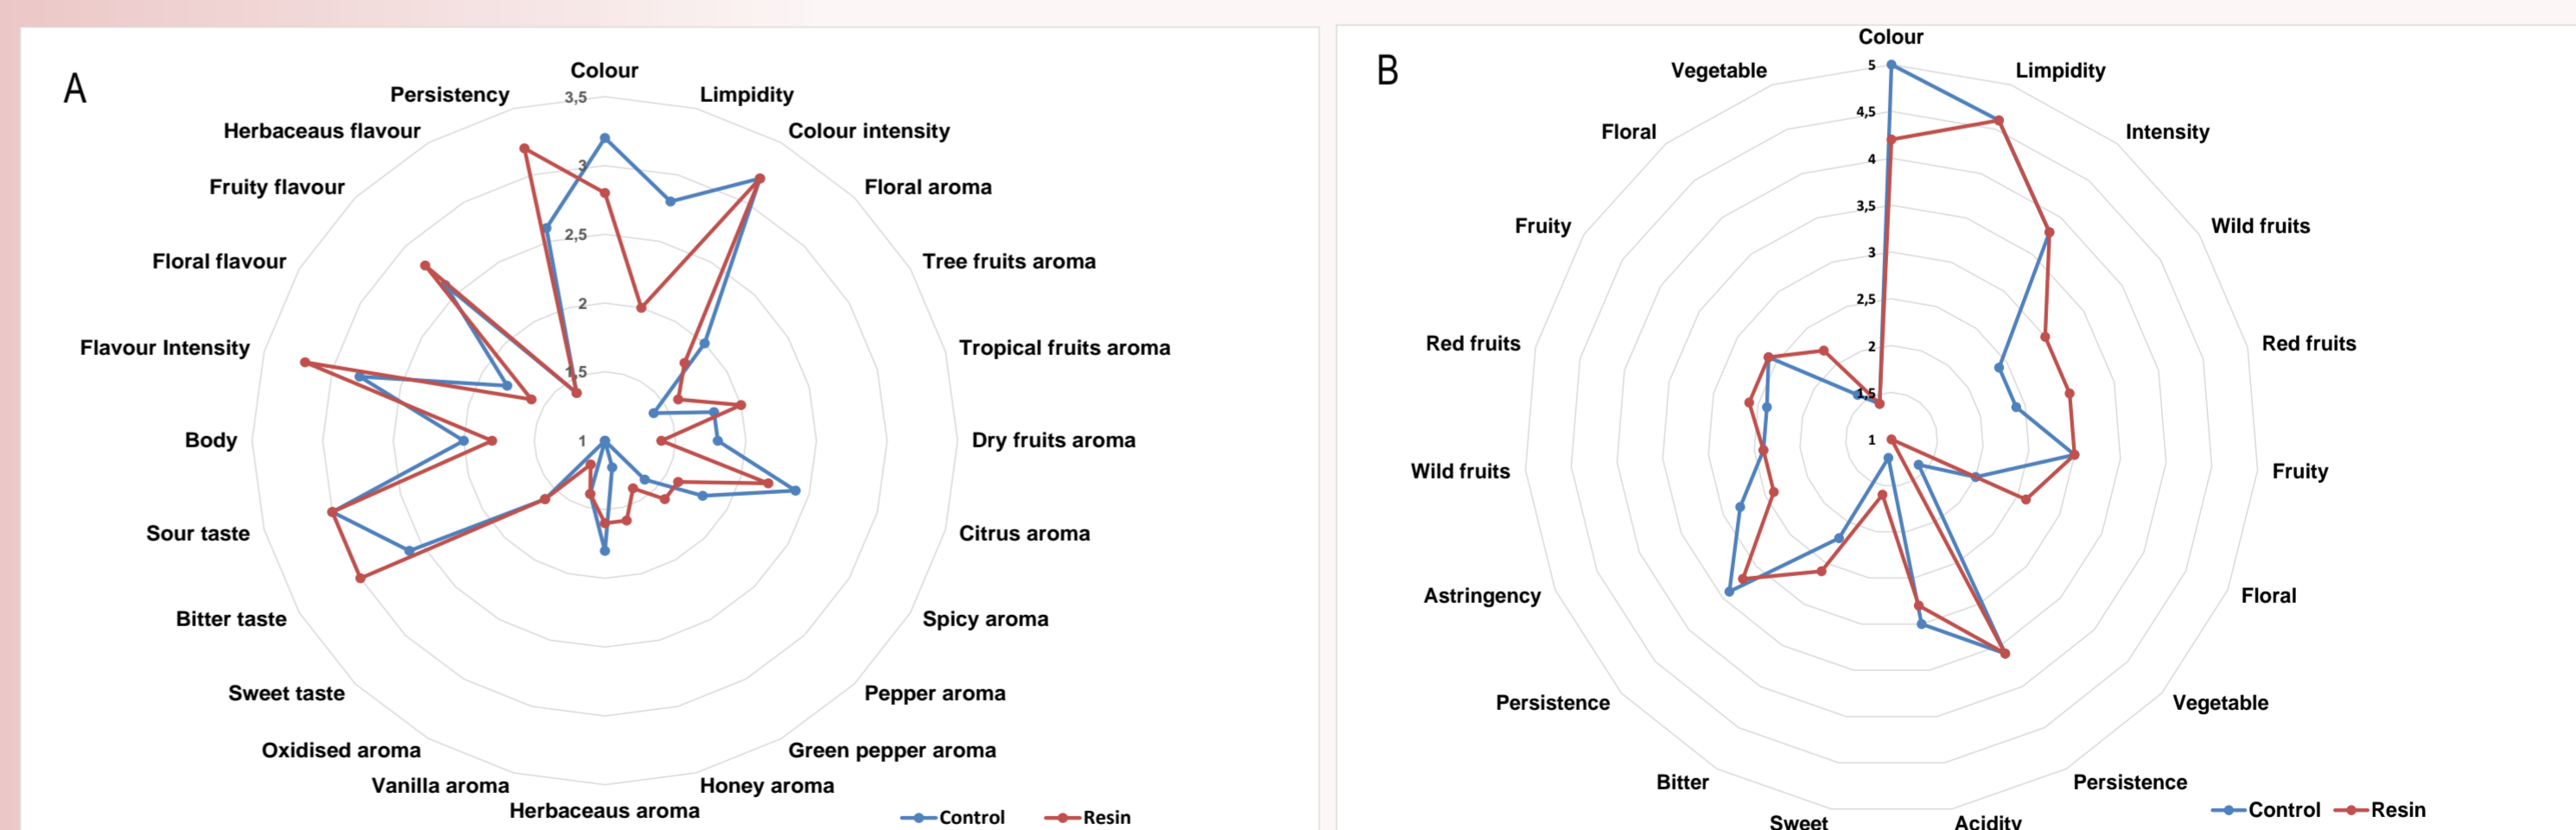 A
Colour
3,5
3
2,5
2
1,5
1
Limpidity
Colour intensity
Floral aroma
Tree fruits aroma
Tropical fruits aroma
Dry fruits aroma
Citrus aroma
Spicy aroma
Pepper aroma
Green pepper aroma
Honey aroma
Herbaceaus aroma
Vanilla aroma
Oxidised aroma
Sweet taste
Bitter taste
Sour taste
Body
Flavour Intensity
Floral flavour
Fruity flavour
Herbaceaus flavour
Persistency
Control Resin
B
Colour
5
4,5
4
3,5
3
2,5
2
1,5
1
Limpidity
Intensity
Wild fruits
Red fruits
Fruity
Floral
Vegetable
Persistence
Acidity
Sweet
Bitter
Persistence
Astringency
Wild fruits
Red fruits
Fruity
Floral
Vegetable
Control Resin